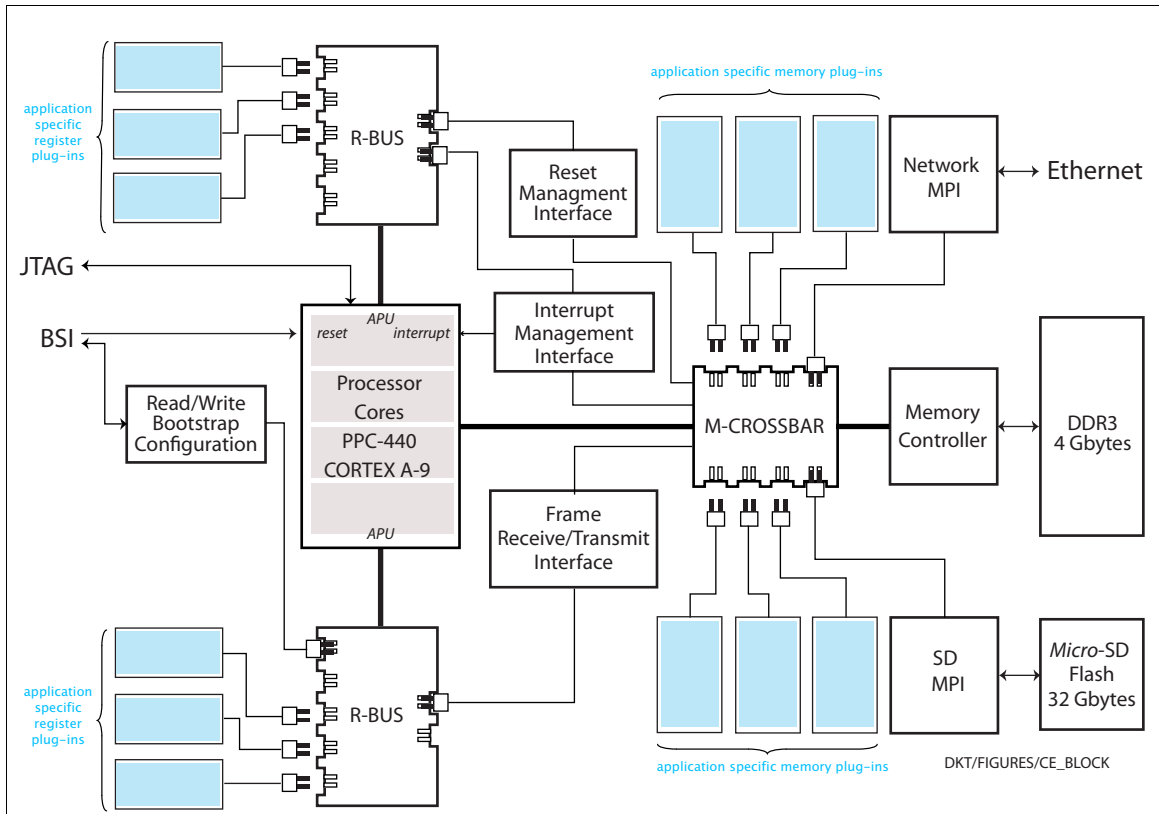 application
specific
register
plug-ins
R-BUS
application specific memory plug-ins
Reset
Managment
Interface
Network
MPI
Ethernet
JTAG
BSI
APU
reset
interrupt
Processor
Cores
PPC-440
CORTEX A-9
APU
Interrupt
Management
Interface
Read/Write
Bootstrap
Configuration
M-CROSSBAR
Memory
Controller
DDR3
4 Gbytes
Frame
Receive/Transmit
Interface
application
specific
register
plug-ins
R-BUS
SD
MPI
Micro-SD
Flash
32 Gbytes
application specific memory plug-ins
DKT/FIGURES/CE_BLOCK